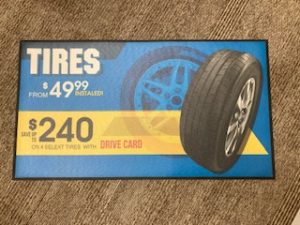 TIRES
FROM $49.99 INSTALLED!
SAVE UP TO $240
ON 4 SELECT TIRES WITH DRIVE CARD